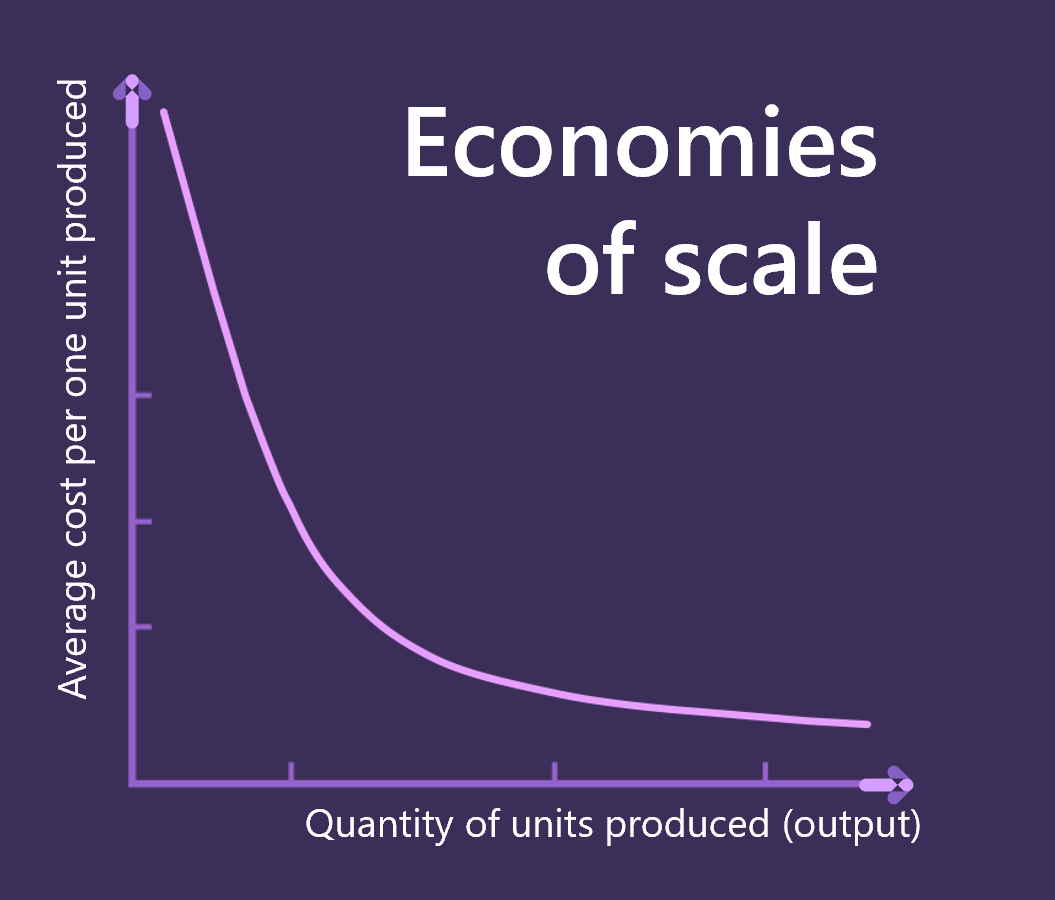 Economies
of scale
Average cost per one unit produced
Quantity of units produced (output)